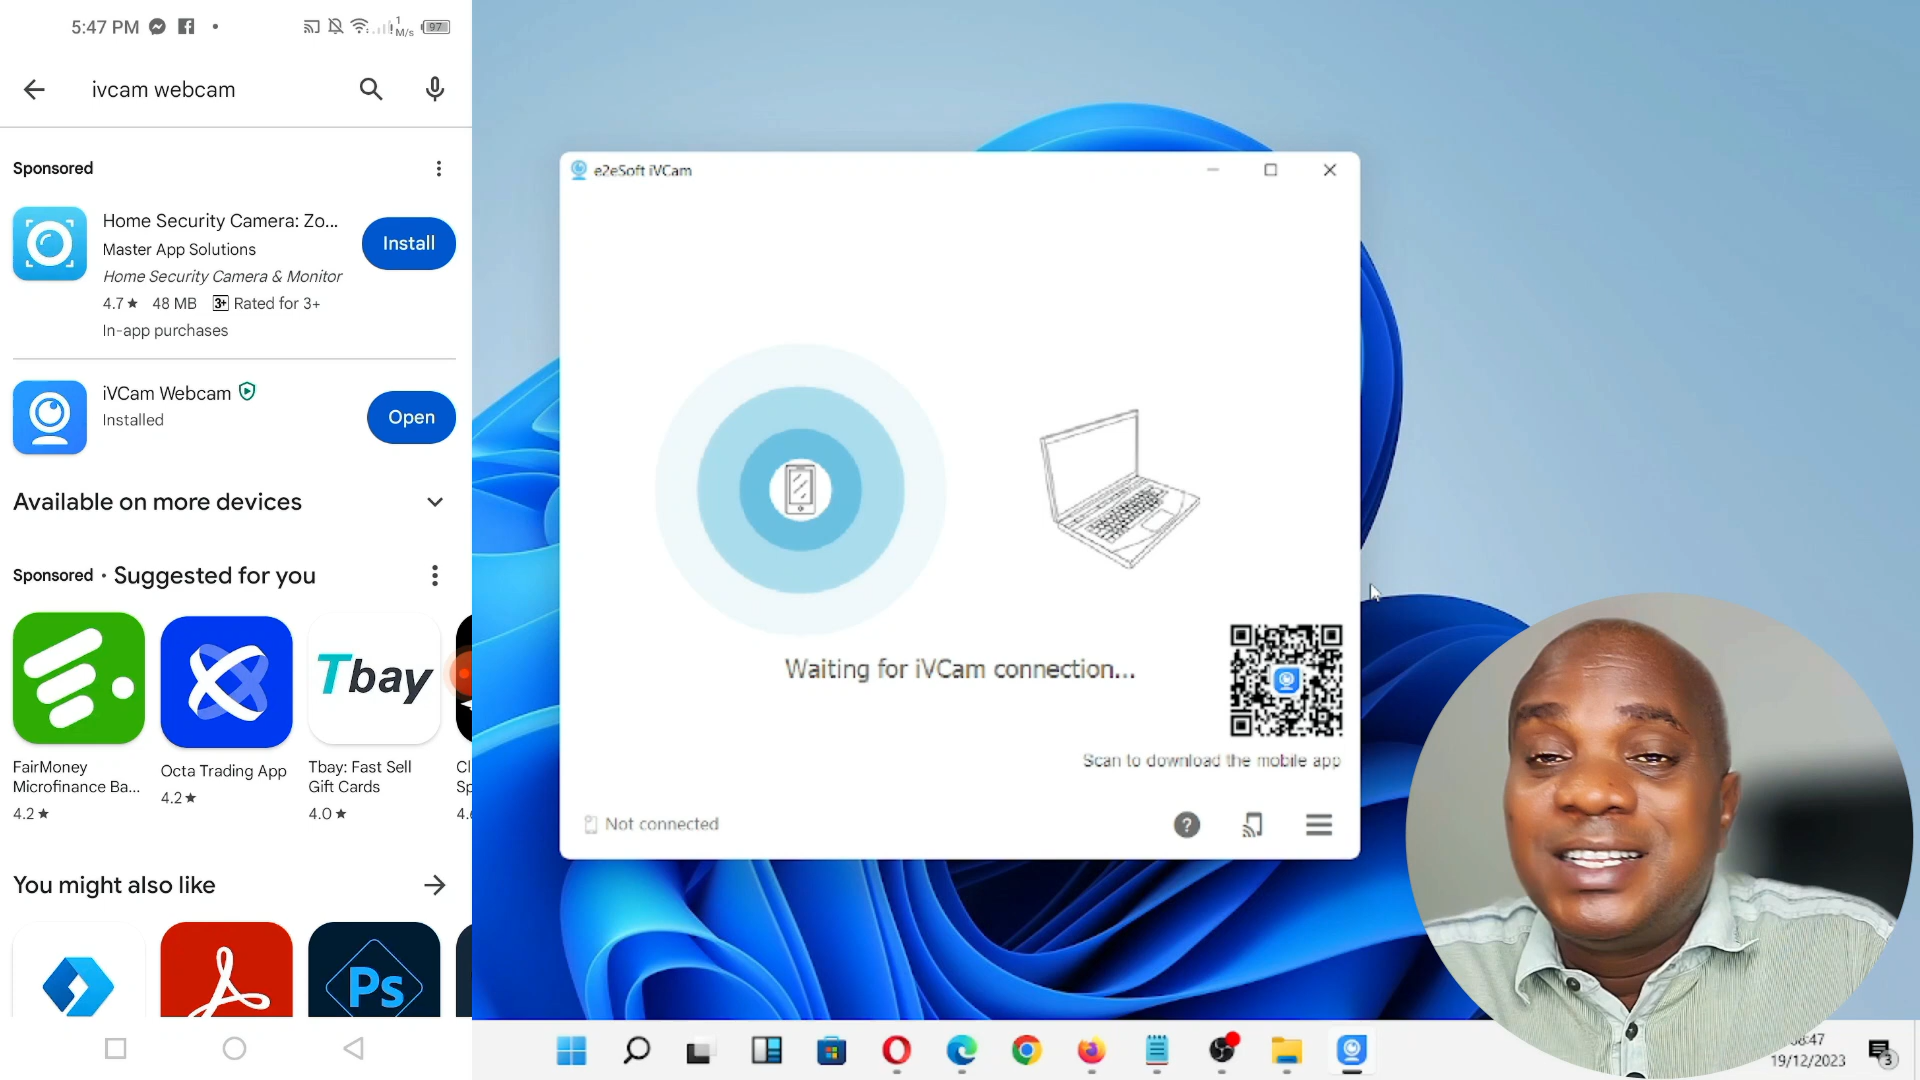 5:47 PM
1 M/s
97
ivcam webcam
Sponsored
Home Security Camera: Zo...
Master App Solutions
Home Security Camera & Monitor
4.7★ 48 MB 3+ Rated for 3+
In-app purchases
Install
iVCam Webcam
Installed
Open
Available on more devices
Sponsored · Suggested for you
Tbay
FairMoney
Microfinance Ba...
4.2★
Octa Trading App
4.2★
Tbay: Fast Sell
Gift Cards
4.0★
You might also like
Ps
e2eSoft iVCam
Waiting for iVCam connection...
Scan to download the mobile app
Not connected
?
19/12/2023
3